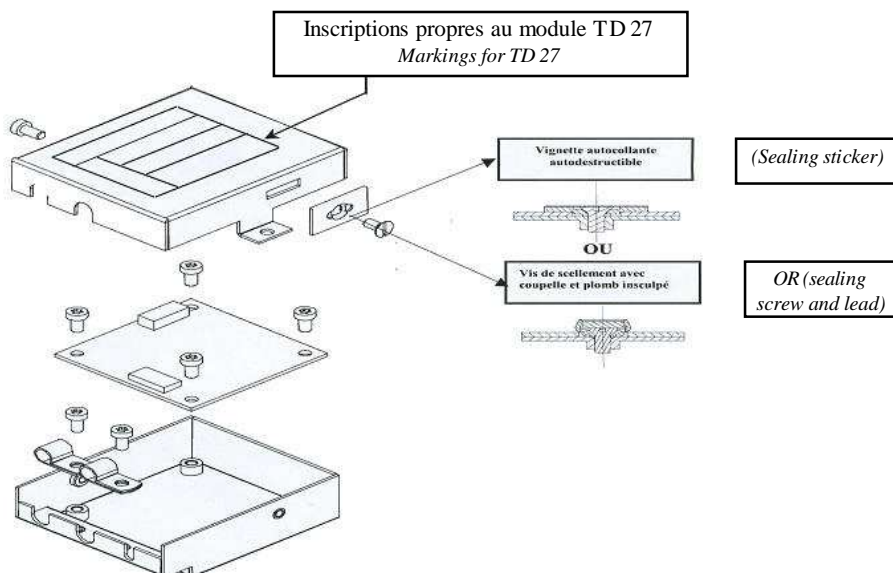 Inscriptions propres au module TD 27
Markings for TD 27
Vignette autocollante
autodestructible
(Sealing sticker)
OU
Vis de scellement avec
coupelle et plomb insculpé
OR (sealing
screw and lead)